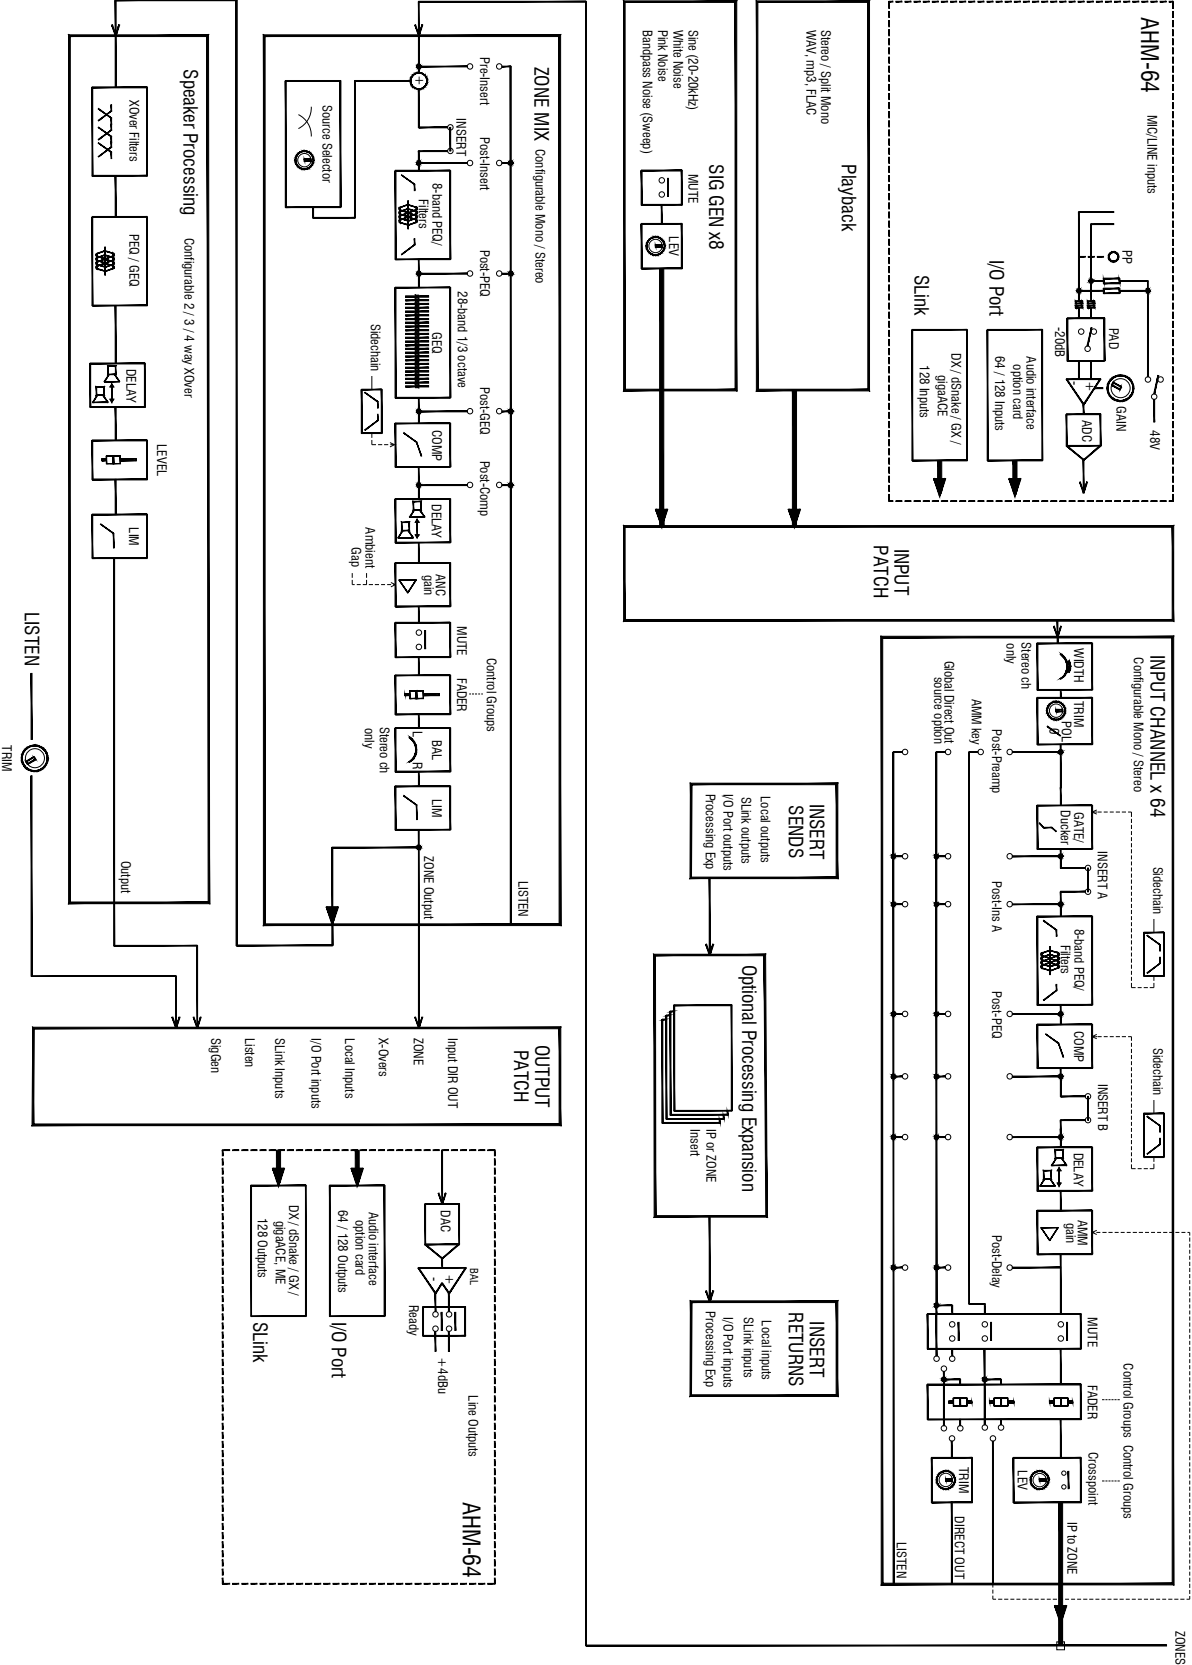 AHM-64
MIC/LINE inputs
PP
PAD
-20dB
+
-
GAIN
48V
ADC
I/O Port
Audio interface
option card
64 / 128 Inputs
SLink
DX / dSnake / GX /
gigaACE
128 Inputs
Playback
Stereo / Split Mono
WAV, mp3, FLAC
SIG GEN x8
Sine (20-20kHz)
White Noise
Pink Noise
Bandpass Noise (Sweep)
MUTE
LEV
INPUT
PATCH
INPUT CHANNEL x 64
Configurable Mono / Stereo
WIDTH
Stereo ch
only
TRIM
POL
Ø
Post-Preamp
AMM key
Global Direct Out
source option
GATE/
Ducker
INSERT A
Sidechain
Post-Ins A
8-band PEQ/
Filters
Post-PEQ
COMP
Sidechain
INSERT B
DELAY
AMM
gain
Post-Delay
MUTE
FADER
Control Groups
Crosspoint
Control Groups
LEV
TRIM
IP to ZONE
DIRECT OUT
LISTEN
ZONES
INSERT
SENDS
Local outputs
SLink outputs
I/O Port outputs
Processing Exp
Optional Processing Expansion
IP or ZONE
Insert
INSERT
RETURNS
Local inputs
SLink inputs
I/O Port inputs
Processing Exp
ZONE MIX
Configurable Mono / Stereo
Pre-Insert
+
Source Selector
INSERT
Post-Insert
8-band PEQ/
Filters
Post-PEQ
28-band 1/3 octave
GEQ
Sidechain
Post-GEQ
COMP
Post-Comp
DELAY
Ambient
Gap
ANC
gain
MUTE
Control Groups
FADER
BAL
L
R
Stereo ch
only
LIM
ZONE Output
LISTEN
Speaker Processing
Configurable 2 / 3 / 4 way XOver
XOver Filters
PEQ / GEQ
DELAY
LEVEL
LIM
Output
LISTEN
TRIM
OUTPUT
PATCH
Input DIR OUT
ZONE
X-Overs
Local Inputs
I/O Port inputs
SLink Inputs
Listen
SigGen
AHM-64
Line Outputs
DAC
BAL
+
-
Ready
+4dBu
I/O Port
Audio interface
option card
64 / 128 Outputs
SLink
DX / dSnake / GX /
gigaACE, ME
128 Outputs